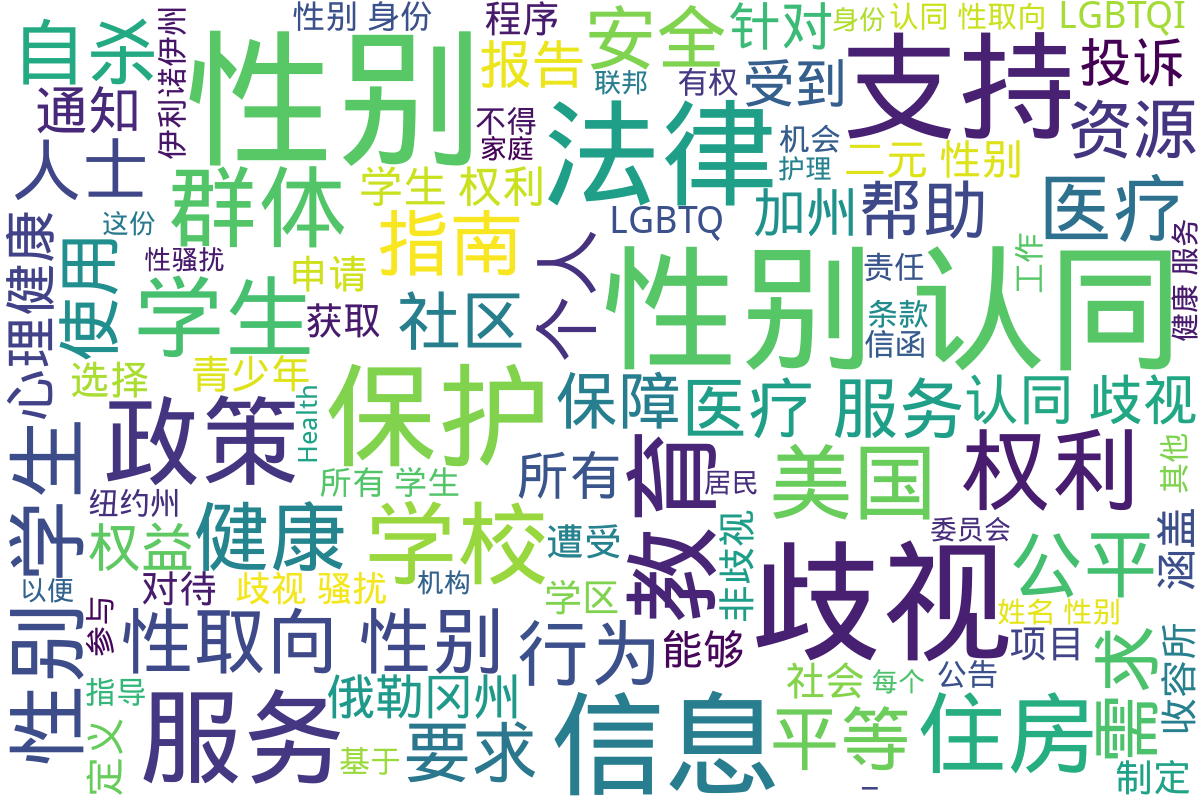 性别 身份
程序
安全
针对
身份
认同 性取向
LGBTQI
自杀
伊利诺伊州
性别
报告
联邦
有权
受到
支持
投诉
通知
不得
家庭
法律
机会
护理
二元 性别
资源
人士
群体
学生 权利
指南
LGBTQ
加州
帮助
医疗
这份
性骚扰
申请
个人
性别认同
责任
工作
健康 服务
心理健康
使用
学生
获取
社区
条款
信函
选择
青少年
Health
保护
保障
医疗 服务
认同 歧视
政策
所有 学生
所有
教育
居民
美国
权利
其他
学生
纽约州
权益
健康
学校
遭受
非歧视
委员会
公平
涵盖
以便
对待
歧视 骚扰
机构
学区
歧视
姓名 性别
性别
参与
性取向
性别
行为
能够
项目
需求
收容所
指导
服务
俄勒冈州
社会
每个
公告
定义
基于
要求
信息
平等
住房
制定